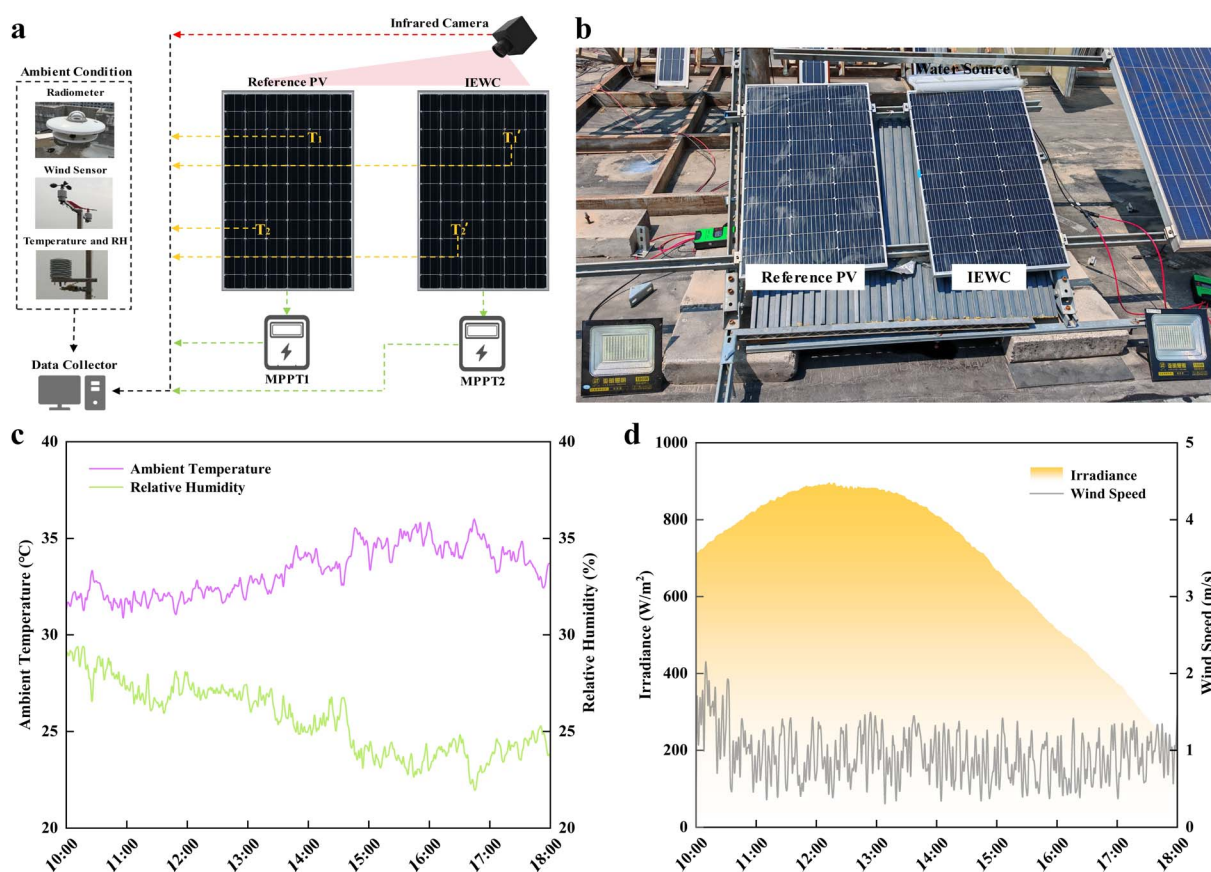 a
Infrared Camera
Ambient Condition
Radiometer
Wind Sensor
Temperature and RH
Data Collector
Reference PV
IEWC
T1
T1′
T2
T2′
MPPT1
MPPT2
b
Water Source
Reference PV
IEWC
c
Ambient Temperature
Relative Humidity
Ambient Temperature (℃)
Relative Humidity (%)
40
35
30
25
20
40
35
30
25
20
10:00
11:00
12:00
13:00
14:00
15:00
16:00
17:00
18:00
d
Irradiance
Wind Speed
Irradiance (W/m²)
Wind Speed (m/s)
1000
800
600
400
200
0
5
4
3
2
1
0
10:00
11:00
12:00
13:00
14:00
15:00
16:00
17:00
18:00